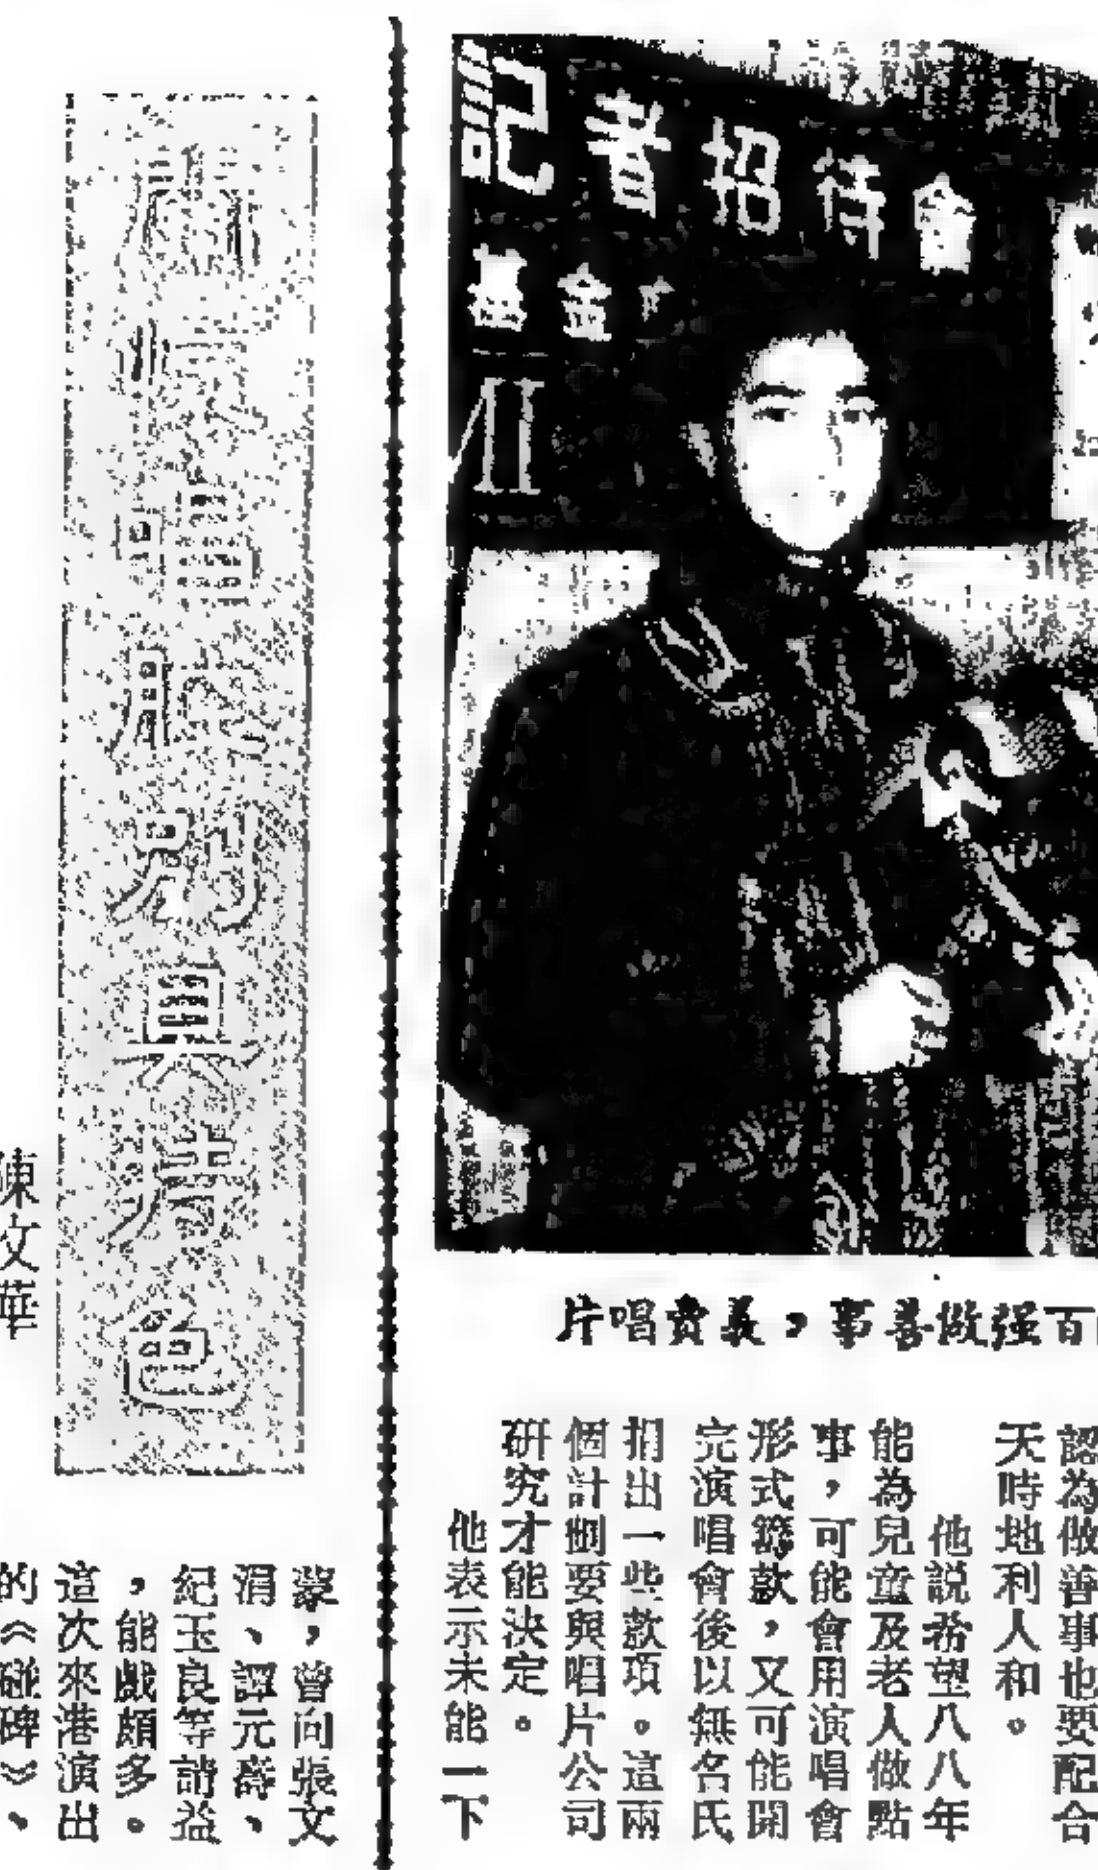 記者招待會
基金
片唱賣義，事善做强百
認為做善事也要配合
天時地利人和。
他説希望八八年
能為兒童及老人做點
事，可能會用演唱會
形式籌款，又可能開
完演唱會後以無名氏
捐出一些款項。這兩
個計劃要與唱片公司
研究才能決定。
他表示未能一下
陳文華
蒙，曾向張文
涓、譚元壽、
紀玉良等請益
，能戲頗多。
這次來港演出
的《碰碑》、